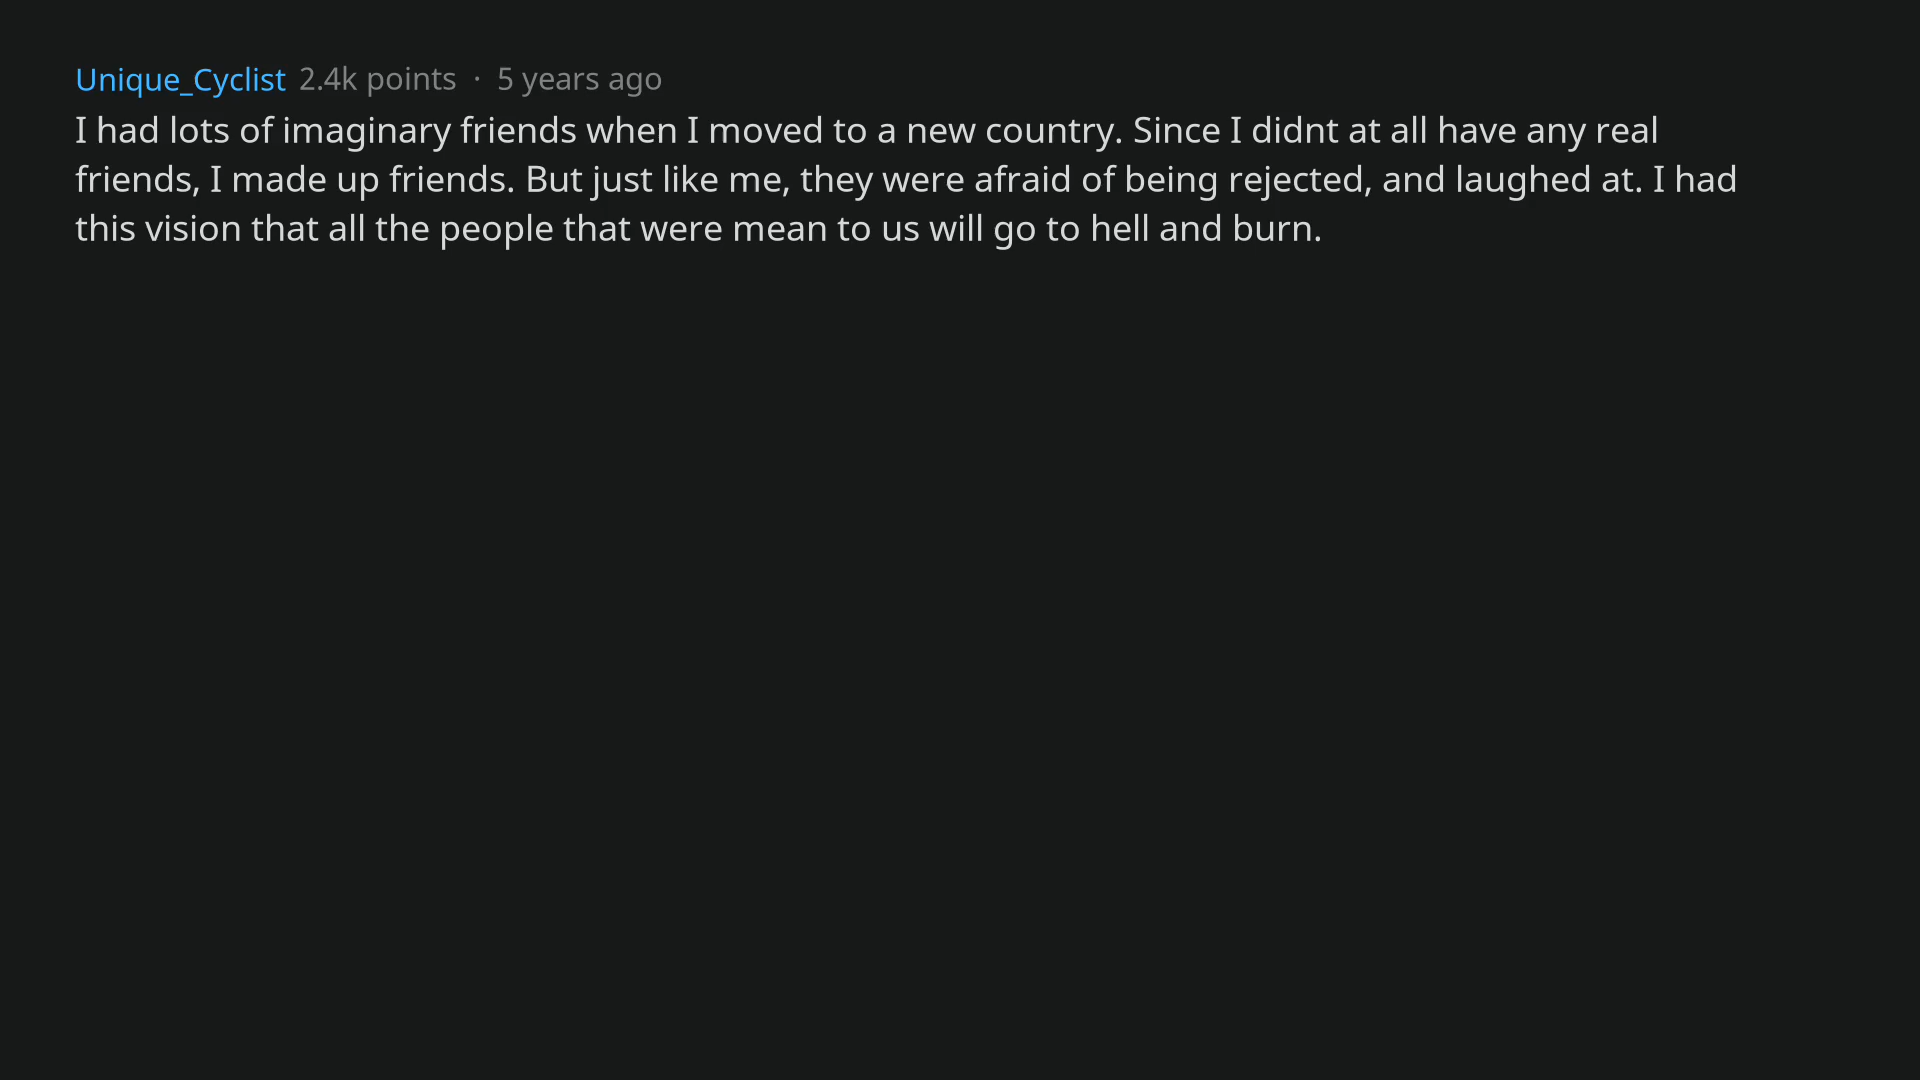 Unique_Cyclist 2.4k points · 5 years ago
I had lots of imaginary friends when I moved to a new country. Since I didnt at all have any real
friends, I made up friends. But just like me, they were afraid of being rejected, and laughed at. I had
this vision that all the people that were mean to us will go to hell and burn.